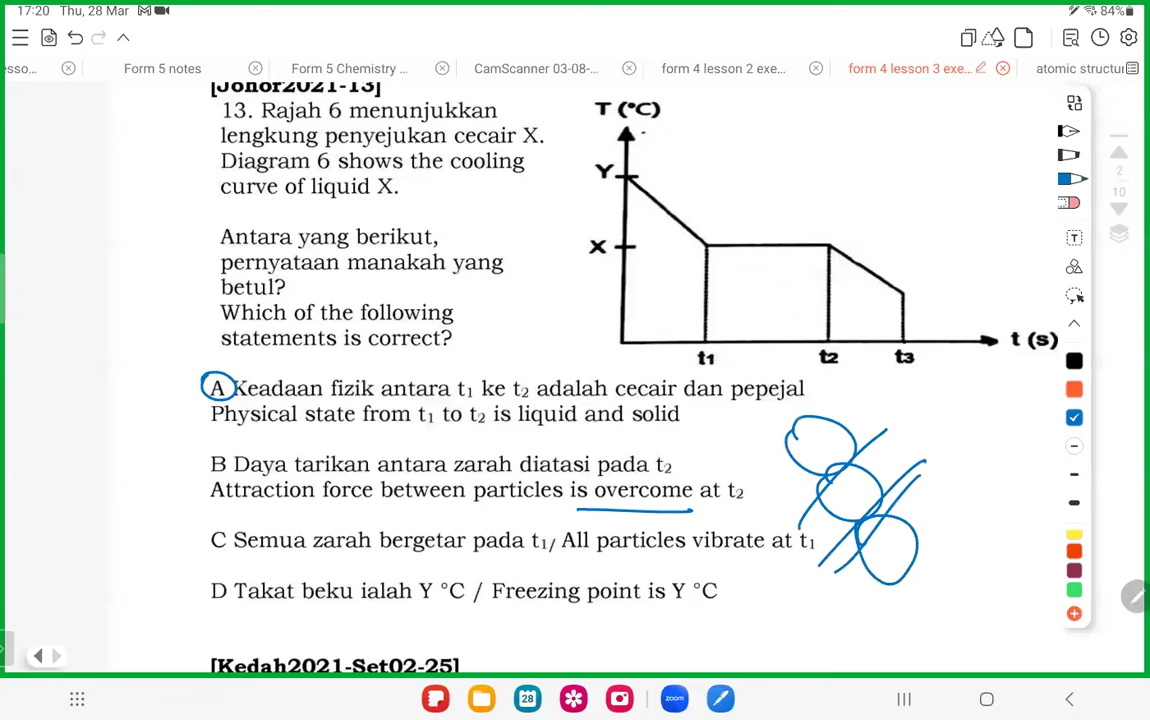 17:20 Thu, 28 Mar 84%
esso...
Form 5 notes
Form 5 Chemistry ...
CamScanner 03-08-...
form 4 lesson 2 exe...
form 4 lesson 3 exe...
atomic structu
[Johor2021-13]
13. Rajah 6 menunjukkan
lengkung penyejukan cecair X.
Diagram 6 shows the cooling
curve of liquid X.
Antara yang berikut,
pernyataan manakah yang
betul?
Which of the following
statements is correct?
T (°C)
Y
X
t1
t2
t3
t (s)
A Keadaan fizik antara t1 ke t2 adalah cecair dan pepejal
Physical state from t1 to t2 is liquid and solid
B Daya tarikan antara zarah diatasi pada t2
Attraction force between particles is overcome at t2
C Semua zarah bergetar pada t1/ All particles vibrate at t1
D Takat beku ialah Y °C / Freezing point is Y °C
[Kedah2021-Set02-25]
2
10
T
28
zoom